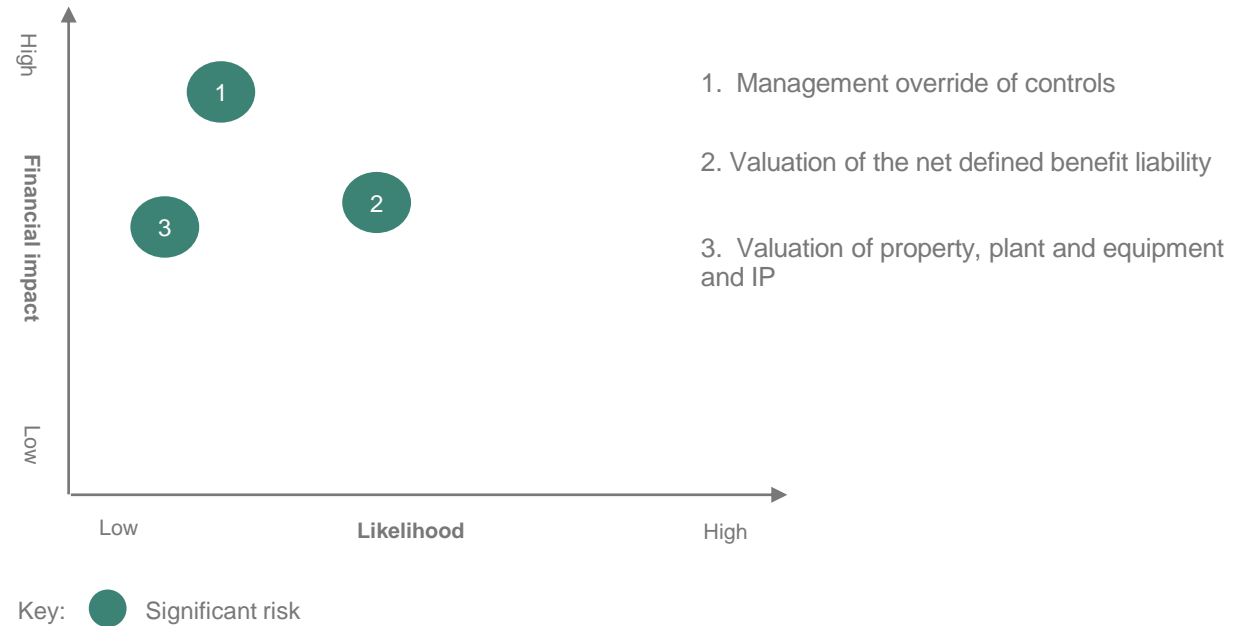 High
Financial impact
Low
1
2
3
Low
Likelihood
High
1. Management override of controls
2. Valuation of the net defined benefit liability
3. Valuation of property, plant and equipment
and IP
Key:
Significant risk